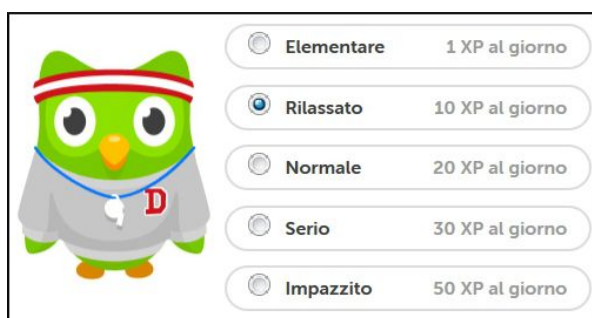 Elementare 1 XP al giorno
Rilassato 10 XP al giorno
Normale 20 XP al giorno
D
Serio 30 XP al giorno
Impazzito 50 XP al giorno